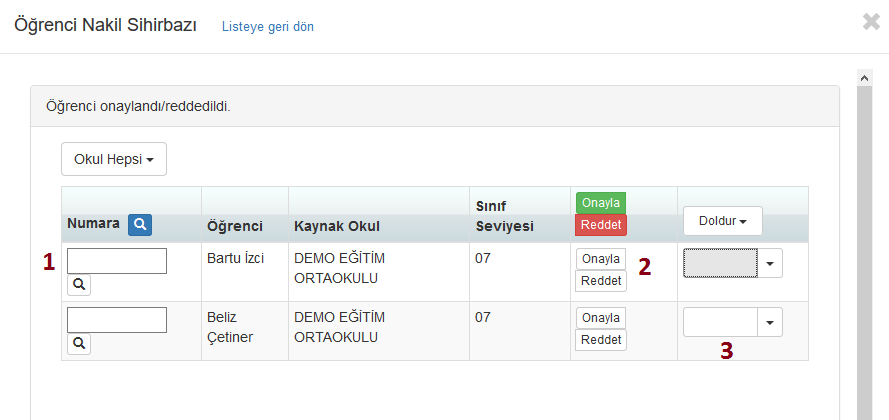 Öğrenci Nakil Sihirbazı Listeye geri dön
Öğrenci onaylandı/reddedildi.
Okul Hepsi
Numara Öğrenci Kaynak Okul Sınıf Seviyesi Onayla Reddet Doldur
1 Bartu İzci DEMO EĞİTİM ORTAOKULU 07 Onayla Reddet 2
Beliz Çetiner DEMO EĞİTİM ORTAOKULU 07 Onayla Reddet 3